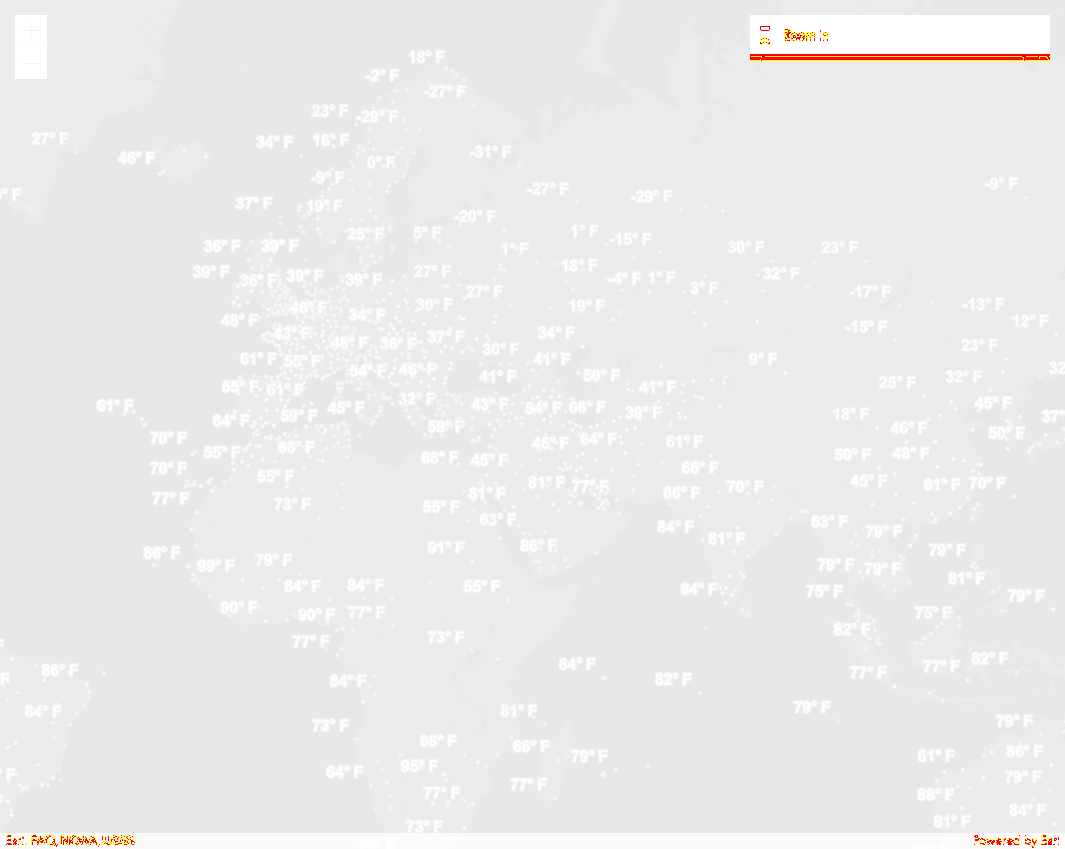 Zoom in
18° F
-2° F
-27° F
23° F
-29° F
27° F
34° F
16° F
46° F
0° F
-31° F
-9° F
-27° F
-29° F
-9° F
37° F
19° F
-20° F
25° F
5° F
1° F
-15° F
36° F
39° F
1° F
30° F
23° F
39° F
36° F
39° F
39° F
27° F
18° F
-4° F
1° F
32° F
3° F
27° F
-17° F
48° F
46° F
34° F
30° F
19° F
-13° F
12° F
43° F
48° F
36° F
37° F
34° F
-15° F
30° F
23° F
61° F
55° F
54° F
46° F
41° F
9° F
41° F
50° F
55° F
61° F
41° F
25° F
32° F
61° F
59° F
45° F
32° F
43° F
54° F
66° F
39° F
18° F
45° F
64° F
59° F
46° F
50° F
70° F
55° F
66° F
46° F
64° F
61° F
50° F
48° F
70° F
68° F
45° F
66° F
55° F
81° F
77° F
66° F
70° F
45° F
61° F
70° F
77° F
73° F
55° F
81° F
63° F
84° F
81° F
63° F
79° F
86° F
91° F
86° F
79° F
99° F
79° F
79° F
79° F
84° F
84° F
55° F
84° F
75° F
81° F
79° F
90° F
90° F
77° F
75° F
77° F
73° F
82° F
86° F
84° F
84° F
82° F
77° F
77° F
82° F
84° F
73° F
81° F
79° F
79° F
66° F
66° F
79° F
81° F
86° F
64° F
95° F
77° F
77° F
88° F
79° F
73° F
81° F
84° F
Esri, FAO, NOAA, USGS
Powered by Esri